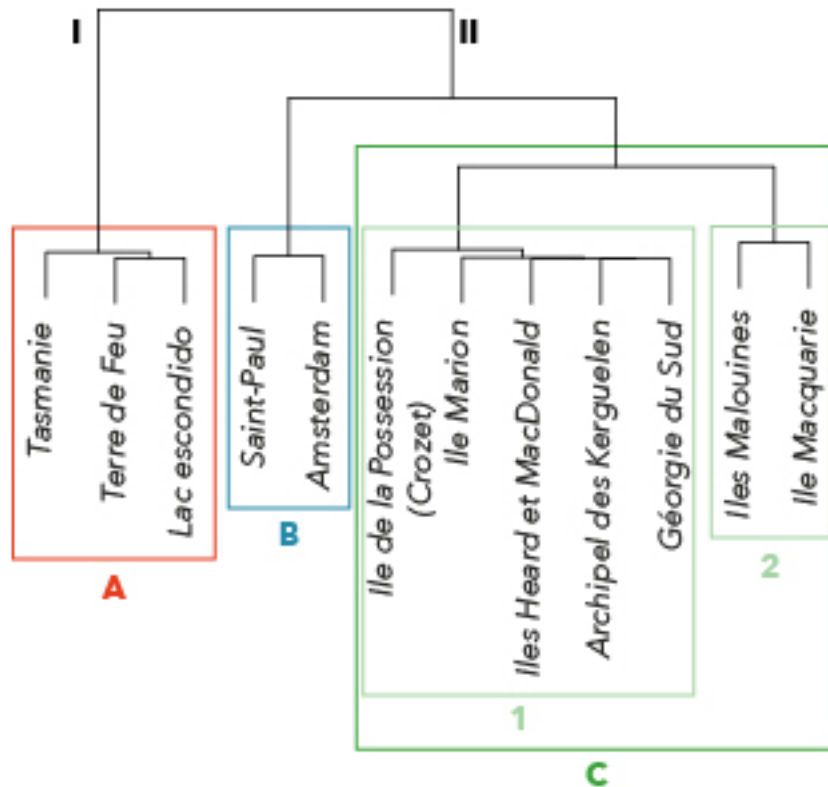 I
II
Tasmanie
Terre de Feu
Lac escondido
Saint-Paul
Amsterdam
Ile de la Possession
(Crozet)
Ile Marion
Iles Heard et MacDonald
Archipel des Kerguelen
Géorgie du Sud
Iles Malouines
Ile Macquarie
A
B
1
2
C